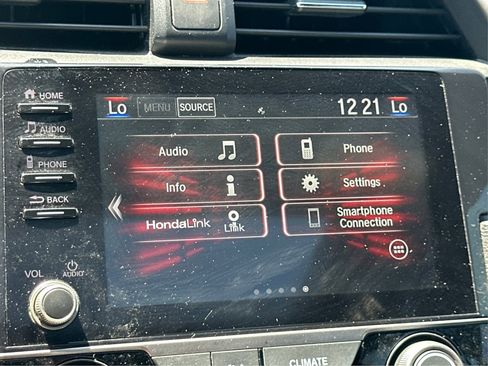 HOME
AUDIO
PHONE
BACK
VOL AUDIO
Lo MENU SOURCE 12 21 Lo
Audio
Phone
Info
Settings
HondaLink Link
Smartphone
Connection
CLIMATE